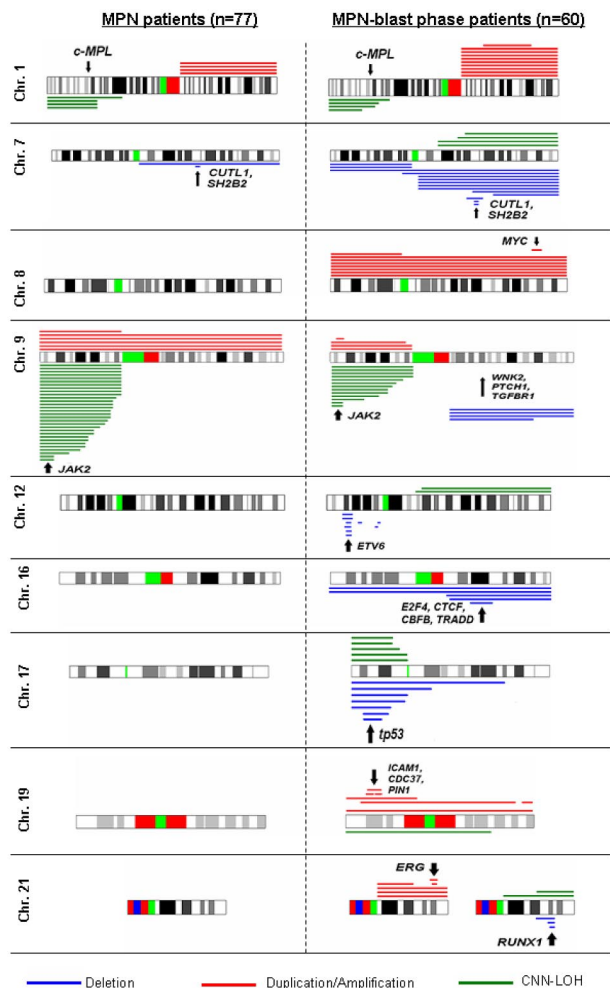 MPN patients (n=77)
MPN-blast phase patients (n=60)
Chr. 1
c-MPL
c-MPL
Chr. 7
CUTL1,
SH2B2
CUTL1,
SH2B2
Chr. 8
MYC
Chr. 9
JAK2
JAK2
WNK2,
PTCH1,
TGFBR1
Chr. 12
ETV6
Chr. 16
E2F4, CTCF,
CBFB, TRADD
Chr. 17
tp53
Chr. 19
ICAM1,
CDC37,
PIN1
Chr. 21
ERG
RUNX1
Deletion
Duplication/Amplification
CNN-LOH